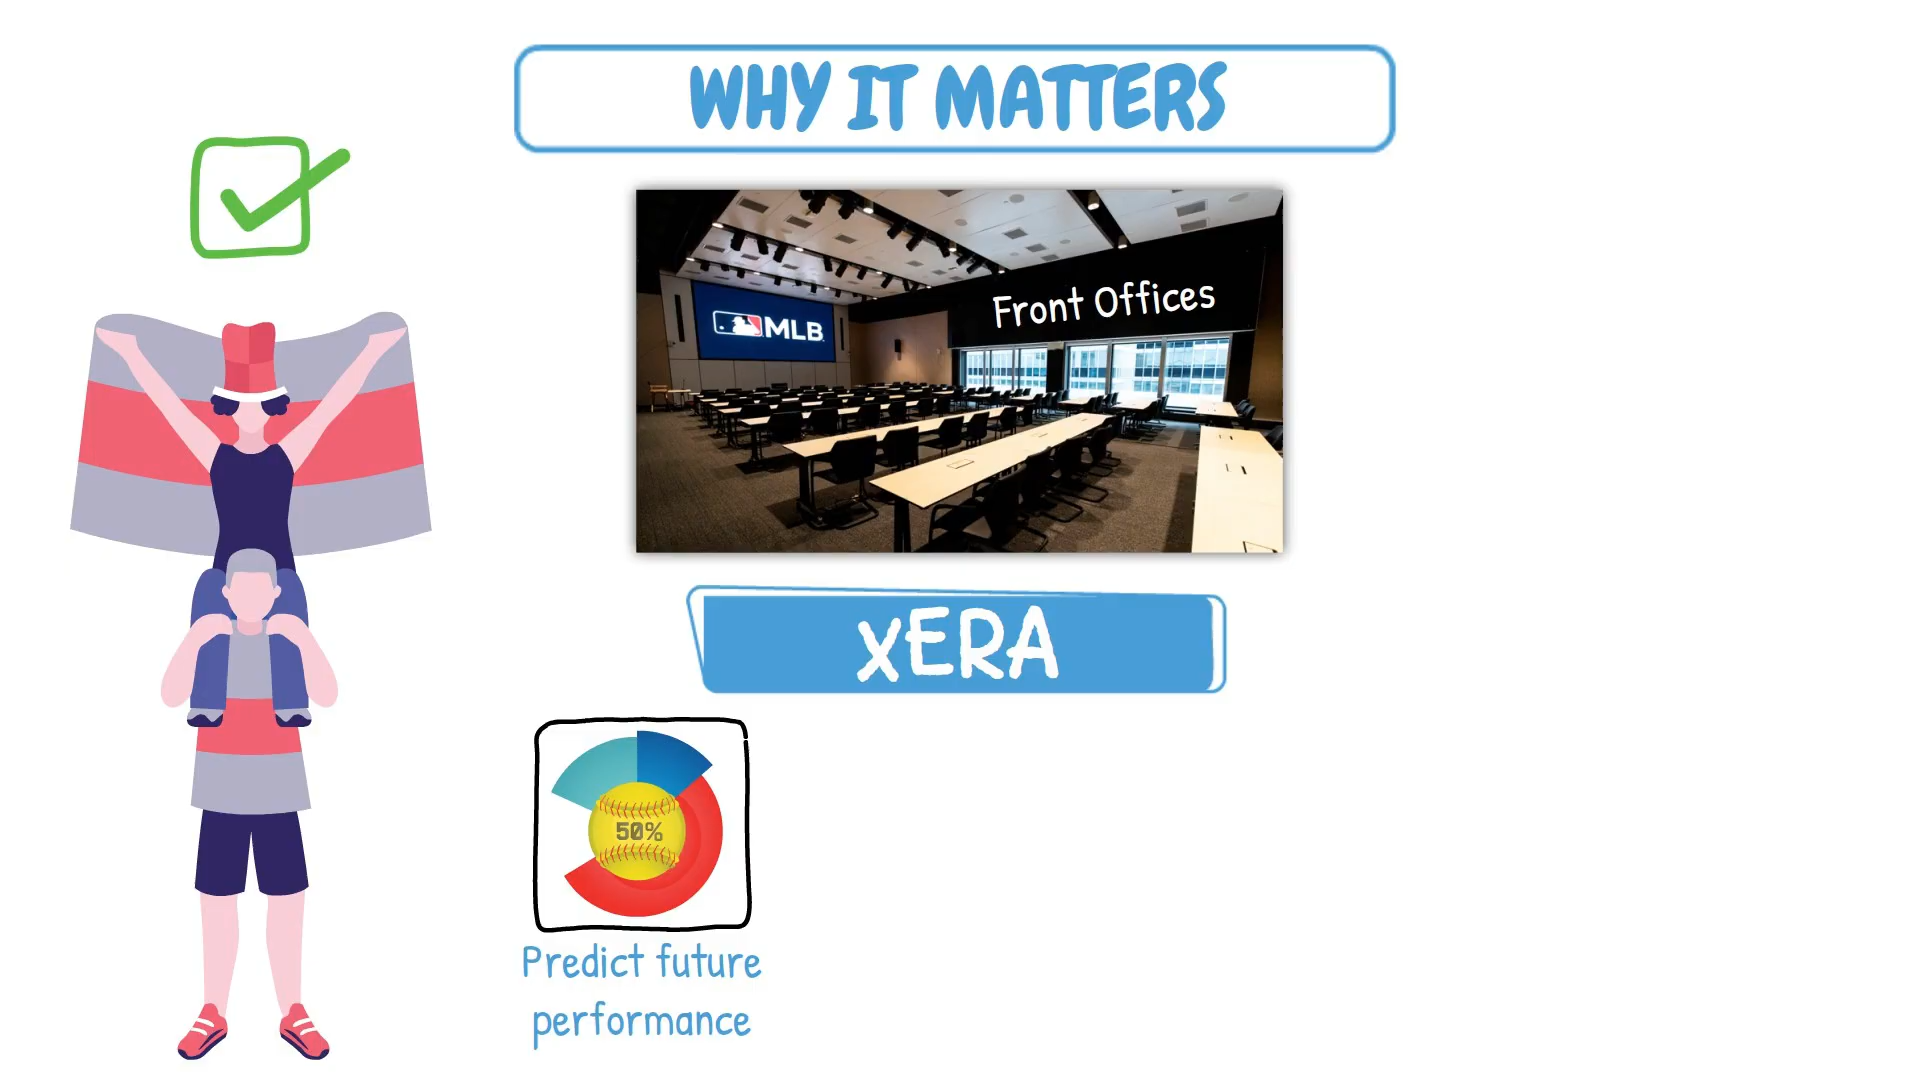 WHY IT MATTERS
MLB
Front Offices
xERA
50%
Predict future
performance